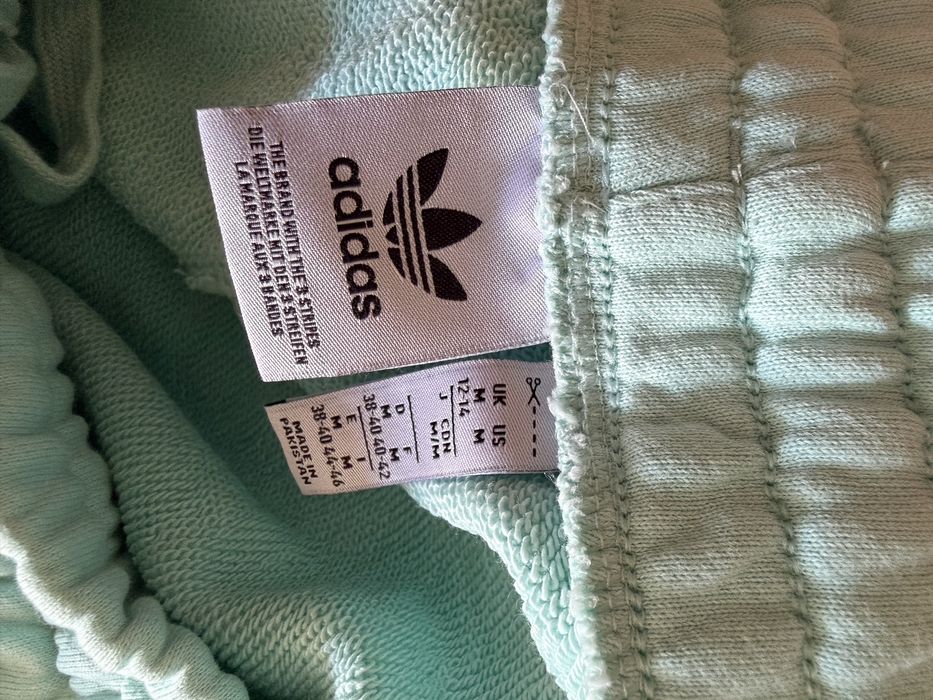 adidas
THE BRAND WITH THE 3 STRIPES
DIE WELTMARKE MIT DEN 3 STREIFEN
LA MARQUE AUX 3 BANDES
UK US
M M
12-14
J CDN
M/M
D F
M M
38-40 40-42
E I
M M
38-40 44-46
MADE IN
PAKISTAN